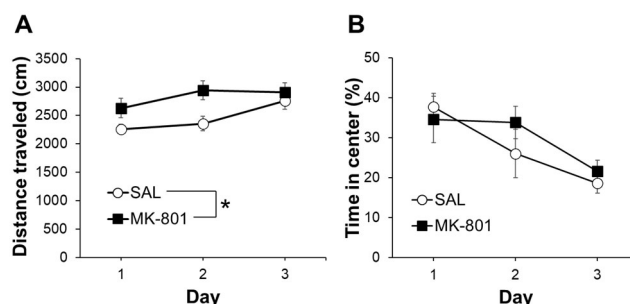 A
Distance traveled (cm)
3500
3000
2500
2000
1500
1000
500
0
SAL
MK-801
*
1 2 3
Day
B
Time in center (%)
50
40
30
20
10
0
SAL
MK-801
1 2 3
Day